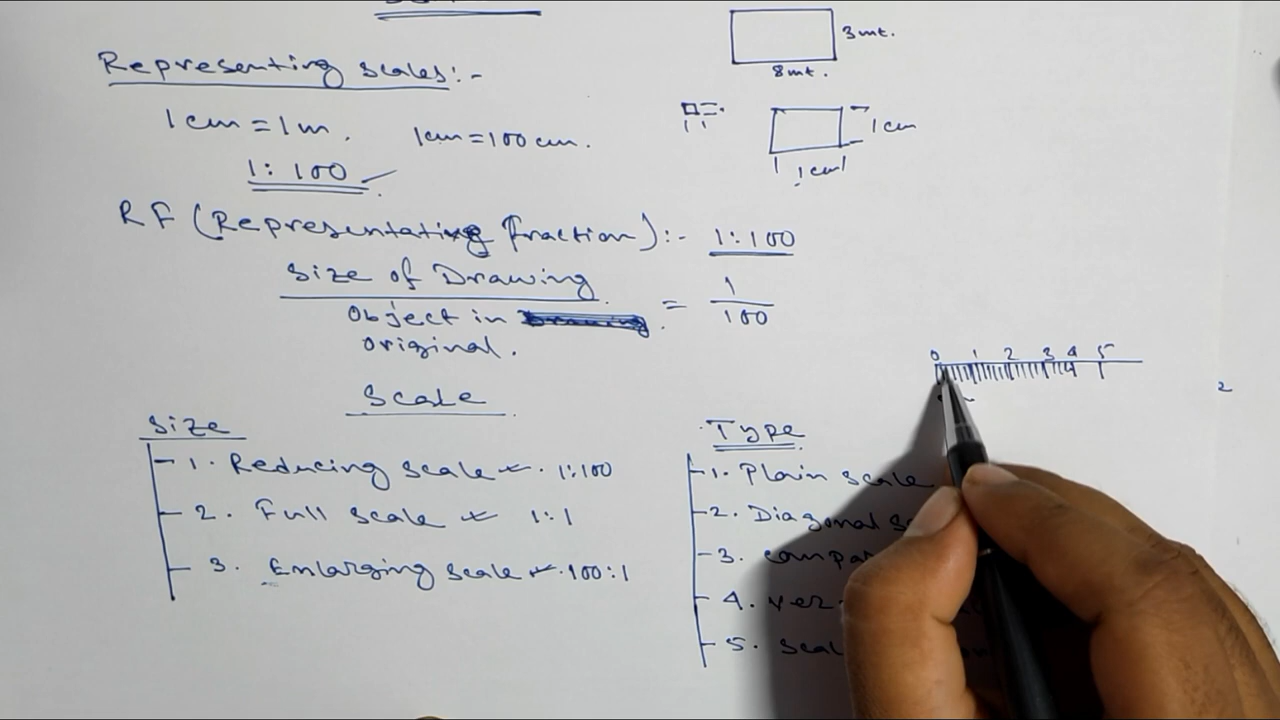 3mt.
8mt.
Representing scales:-
1cm = 1m.
1cm = 100 cm.
1cm
1cm
1: 100
RF (Representating fraction):- 1:100
Size of Drawing
Object in original.
= 1/100
0 1 2 3 4 5
2
Scale
Size
1. Reducing scale 1:100
2. Full scale 1:1
3. Enlarging scale 100:1
Type
1. Plain scale
2. Diagonal
3.
4.
5.